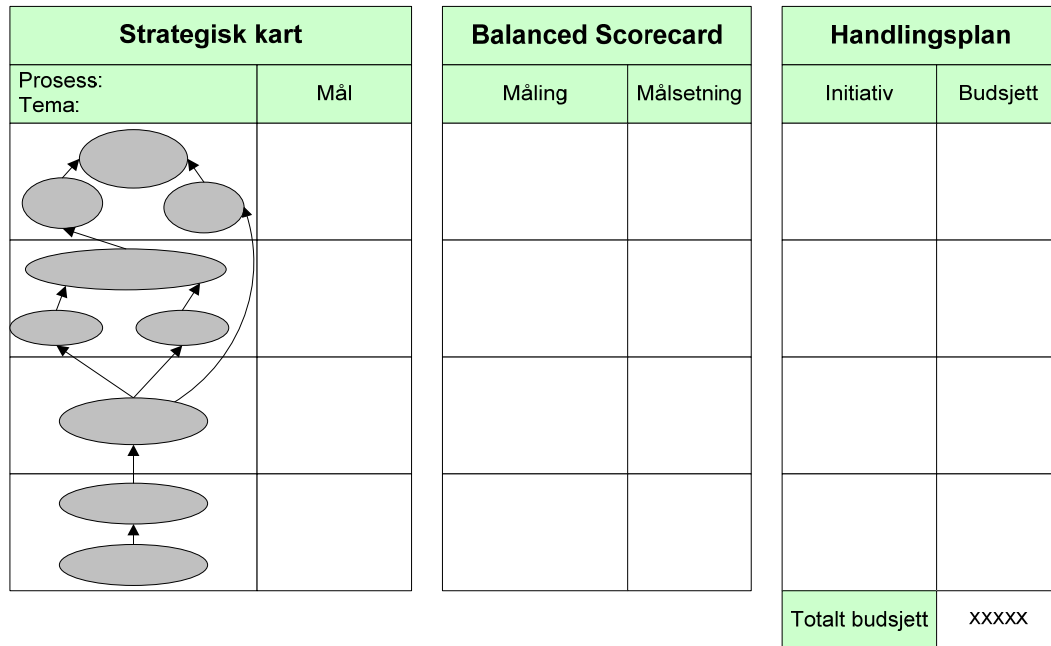 Strategisk kart
Prosess:
Tema:
Mål
Balanced Scorecard
Måling
Målsetning
Handlingsplan
Initiativ
Budsjett
Totalt budsjett
xxxxx